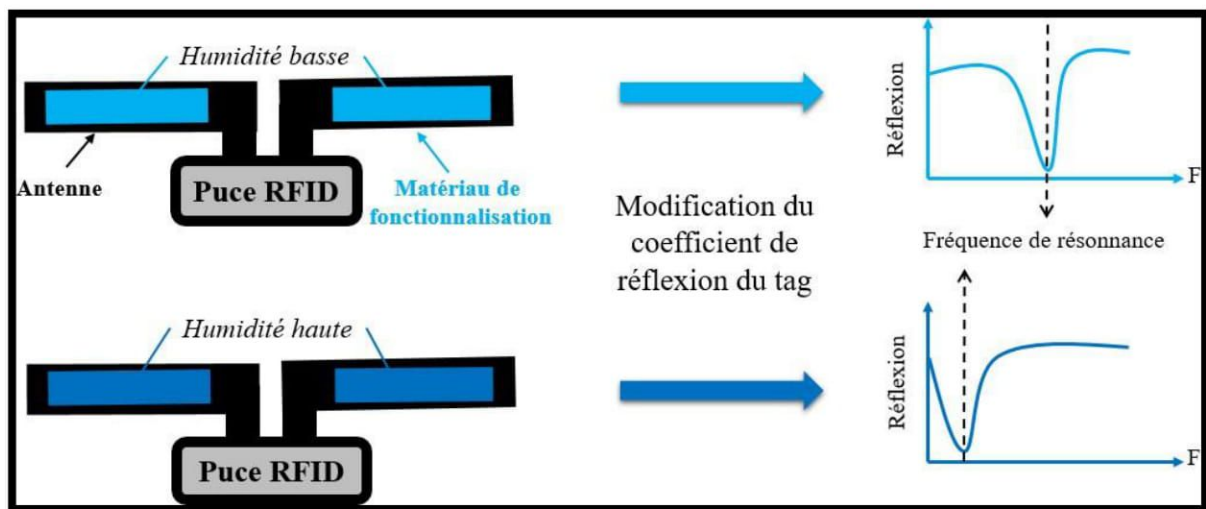 Humidité basse
Antenne
Puce RFID
Matériau de
fonctionnalisation
Modification du
coefficient de
réflexion du tag
Réflexion
F
Fréquence de résonnance
Humidité haute
Puce RFID
Réflexion
F